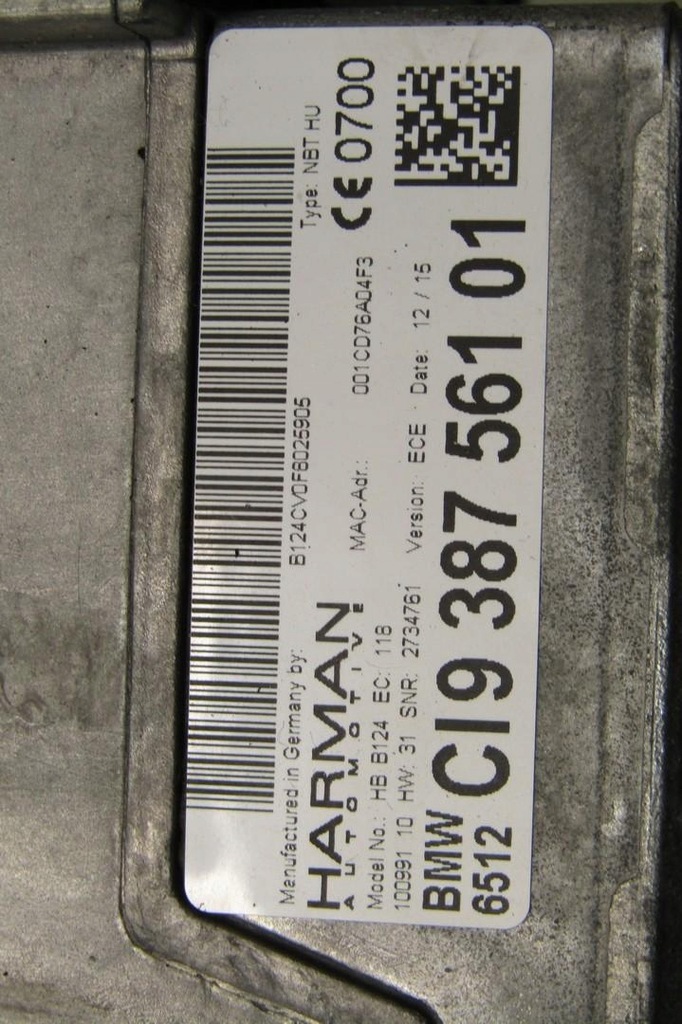 B124CV0F6025905
Manufactured in Germany by:
Type: NBT HU
HARMAN
AUTOMOTIVE
CE 0700
MAC-Adr.: 001CD76A04F3
Model No.: HB B124 EC: 118
100991 10 HW: 31 SNR: 2734761 Version: ECE Date: 12 / 15
BMW
6512 CI9 387 561 01